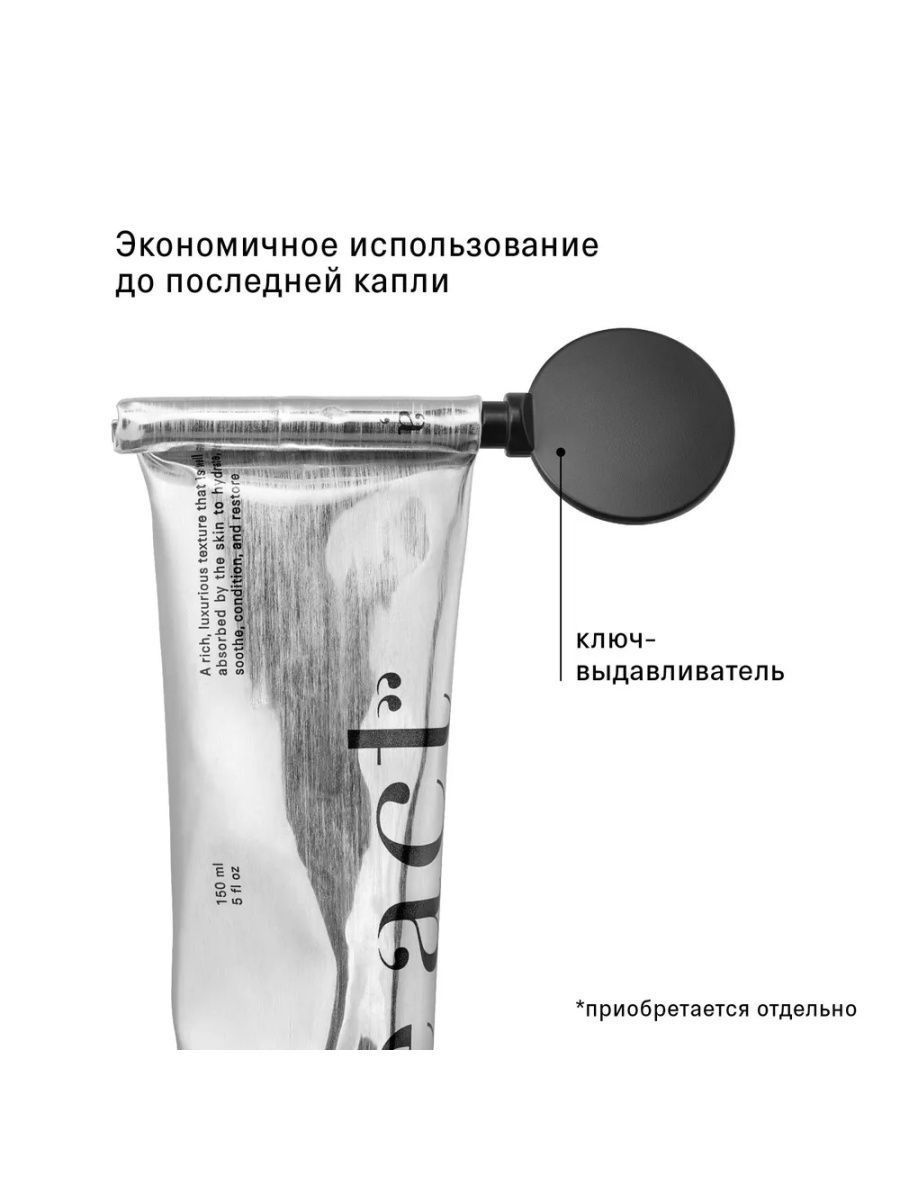 Экономичное использование
до последней капли
A rich, luxurious texture that is well
absorbed by the skin to hydrate,
soothe, condition, and restore
ключ-
выдавливатель
150 ml
5 fl oz
*приобретается отдельно